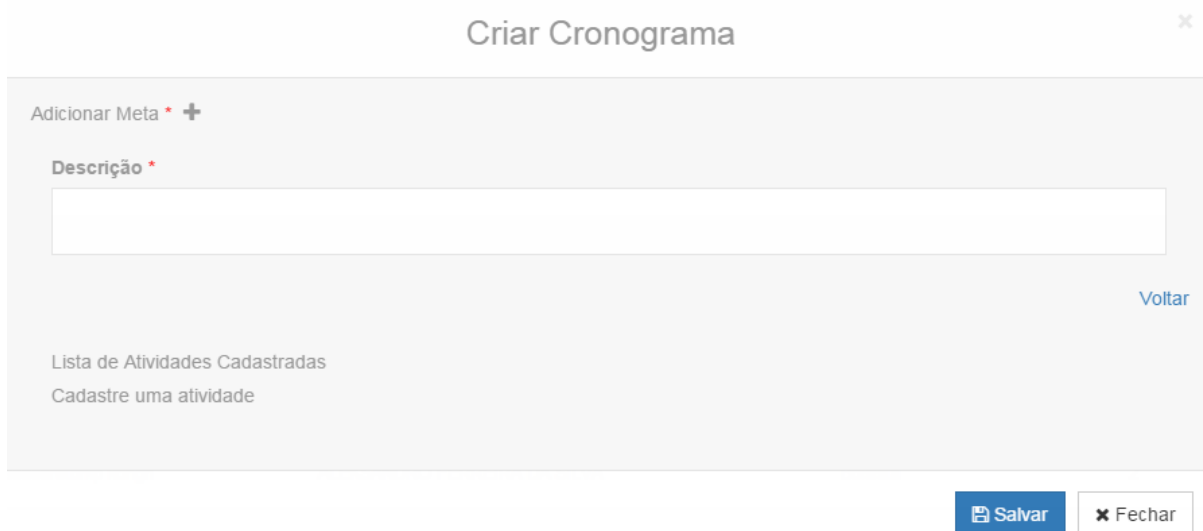 Criar Cronograma
Adicionar Meta *
Descrição *
Voltar
Lista de Atividades Cadastradas
Cadastre uma atividade
Salvar
Fechar